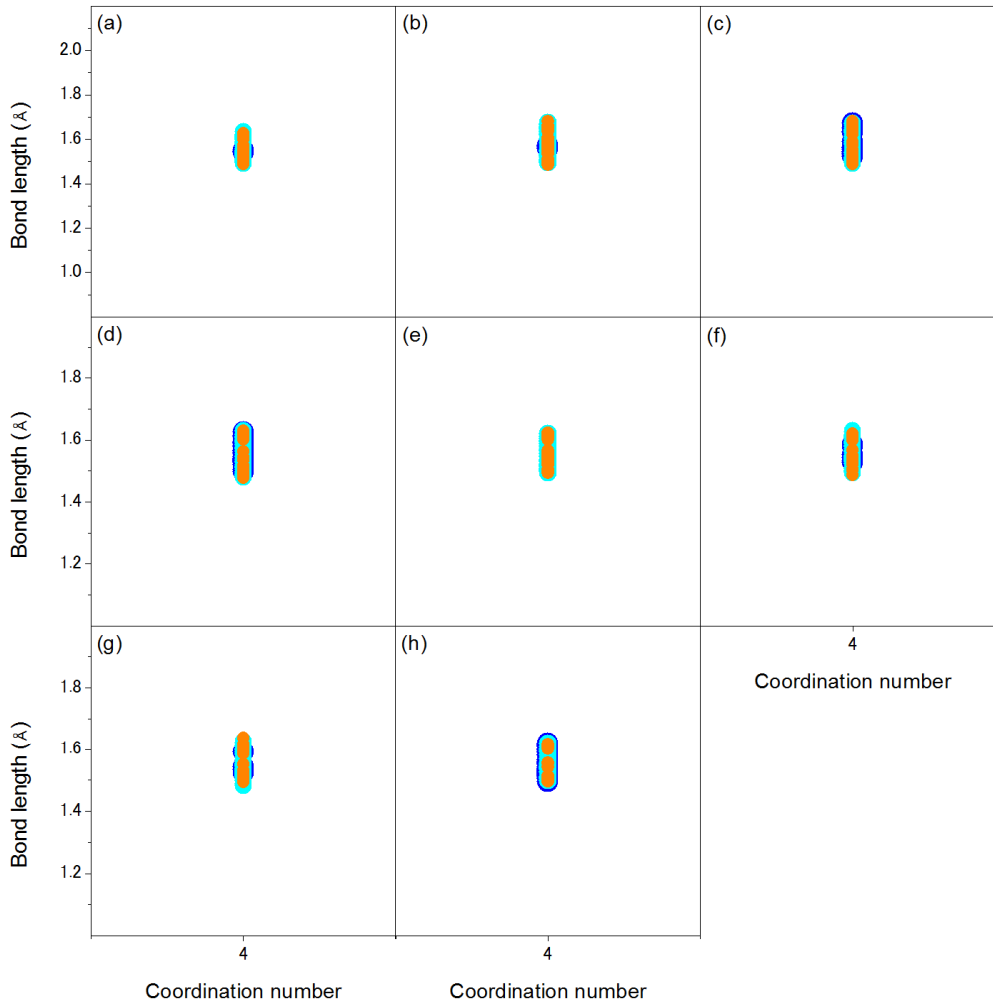 (a)
(b)
(c)
2.0
1.8
1.6
1.4
1.2
1.0
Bond length (Å)
(d)
(e)
(f)
1.8
1.6
1.4
1.2
Bond length (Å)
4
Coordination number
(g)
(h)
1.8
1.6
1.4
1.2
Bond length (Å)
4
4
Coordination number
Coordination number